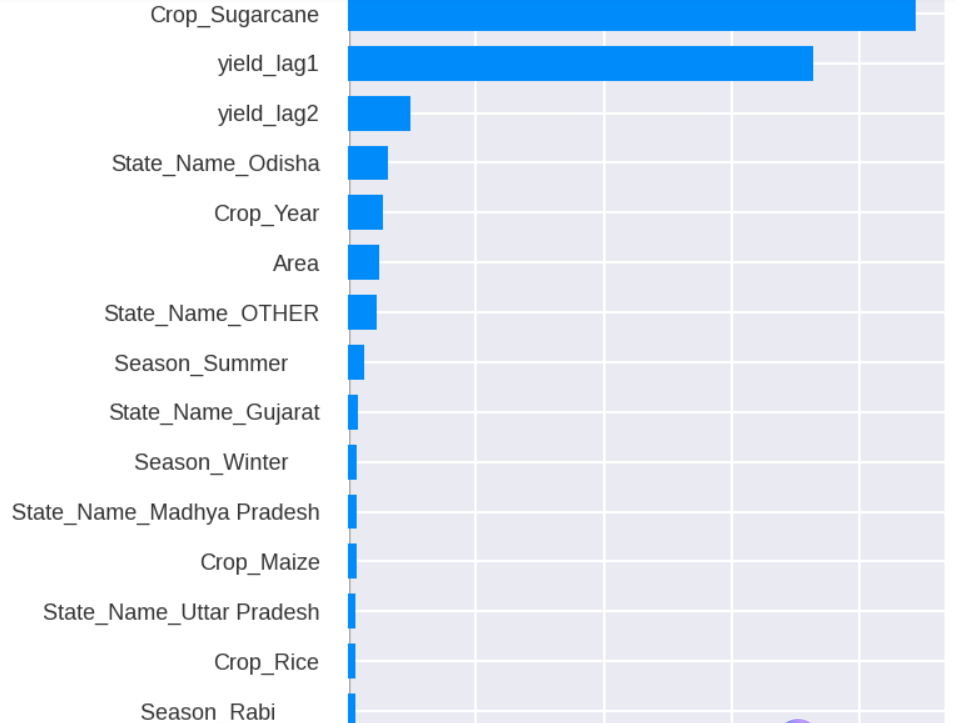 Crop_Sugarcane
yield_lag1
yield_lag2
State_Name_Odisha
Crop_Year
Area
State_Name_OTHER
Season_Summer
State_Name_Gujarat
Season_Winter
State_Name_Madhya Pradesh
Crop_Maize
State_Name_Uttar Pradesh
Crop_Rice
Season_Rabi